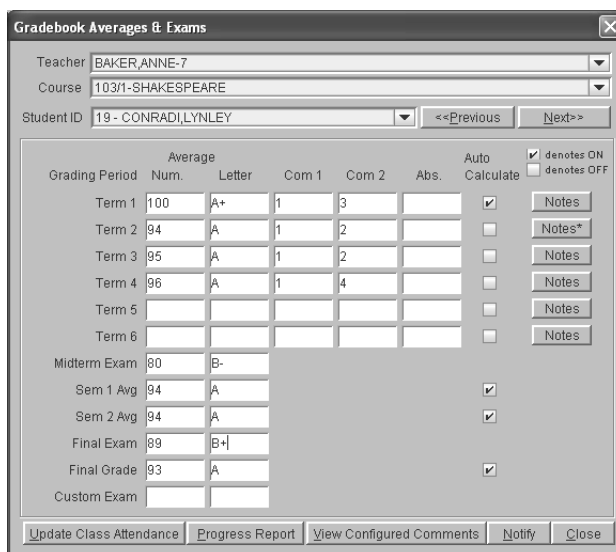 Gradebook Averages & Exams
Teacher BAKER,ANNE-7
Course 103/1-SHAKESPEARE
Student ID 19 - CONRADI,LYNLEY <<Previous Next>>
Average Auto ✔ denotes ON
Grading Period Num. Letter Com 1 Com 2 Abs. Calculate denotes OFF
Term 1 100 A+ 1 3 ✔ Notes
Term 2 94 A 1 2 Notes*
Term 3 95 A 1 2 Notes
Term 4 96 A 1 4 Notes
Term 5 Notes
Term 6 Notes
Midterm Exam 80 B-
Sem 1 Avg 94 A ✔
Sem 2 Avg 94 A ✔
Final Exam 89 B+
Final Grade 93 A ✔
Custom Exam
Update Class Attendance Progress Report View Configured Comments Notify Close